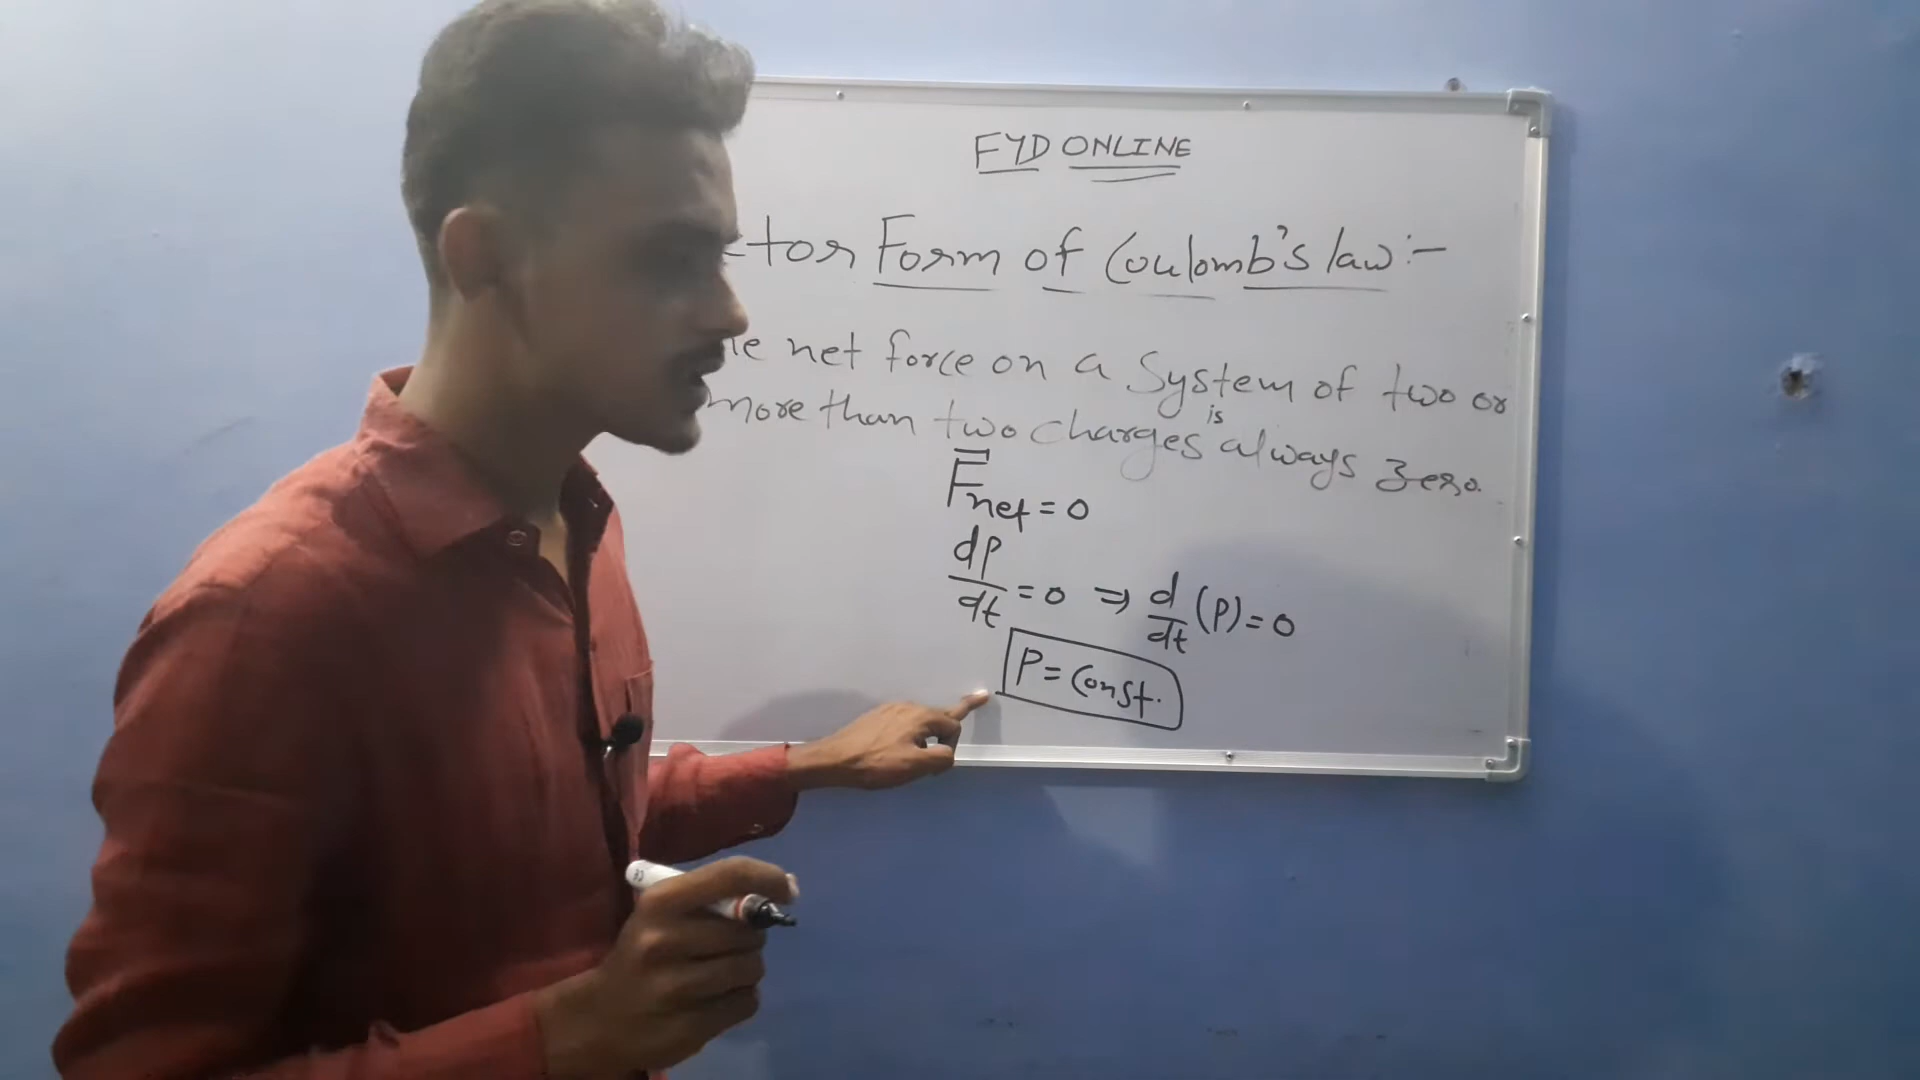 FYD ONLINE
tor Form of Coulomb's law :-
net force on a System of two or
more than two charges is always zero.
F⃗net = 0
dp/dt = 0 ⇒ d/dt (P) = 0
P = Const.